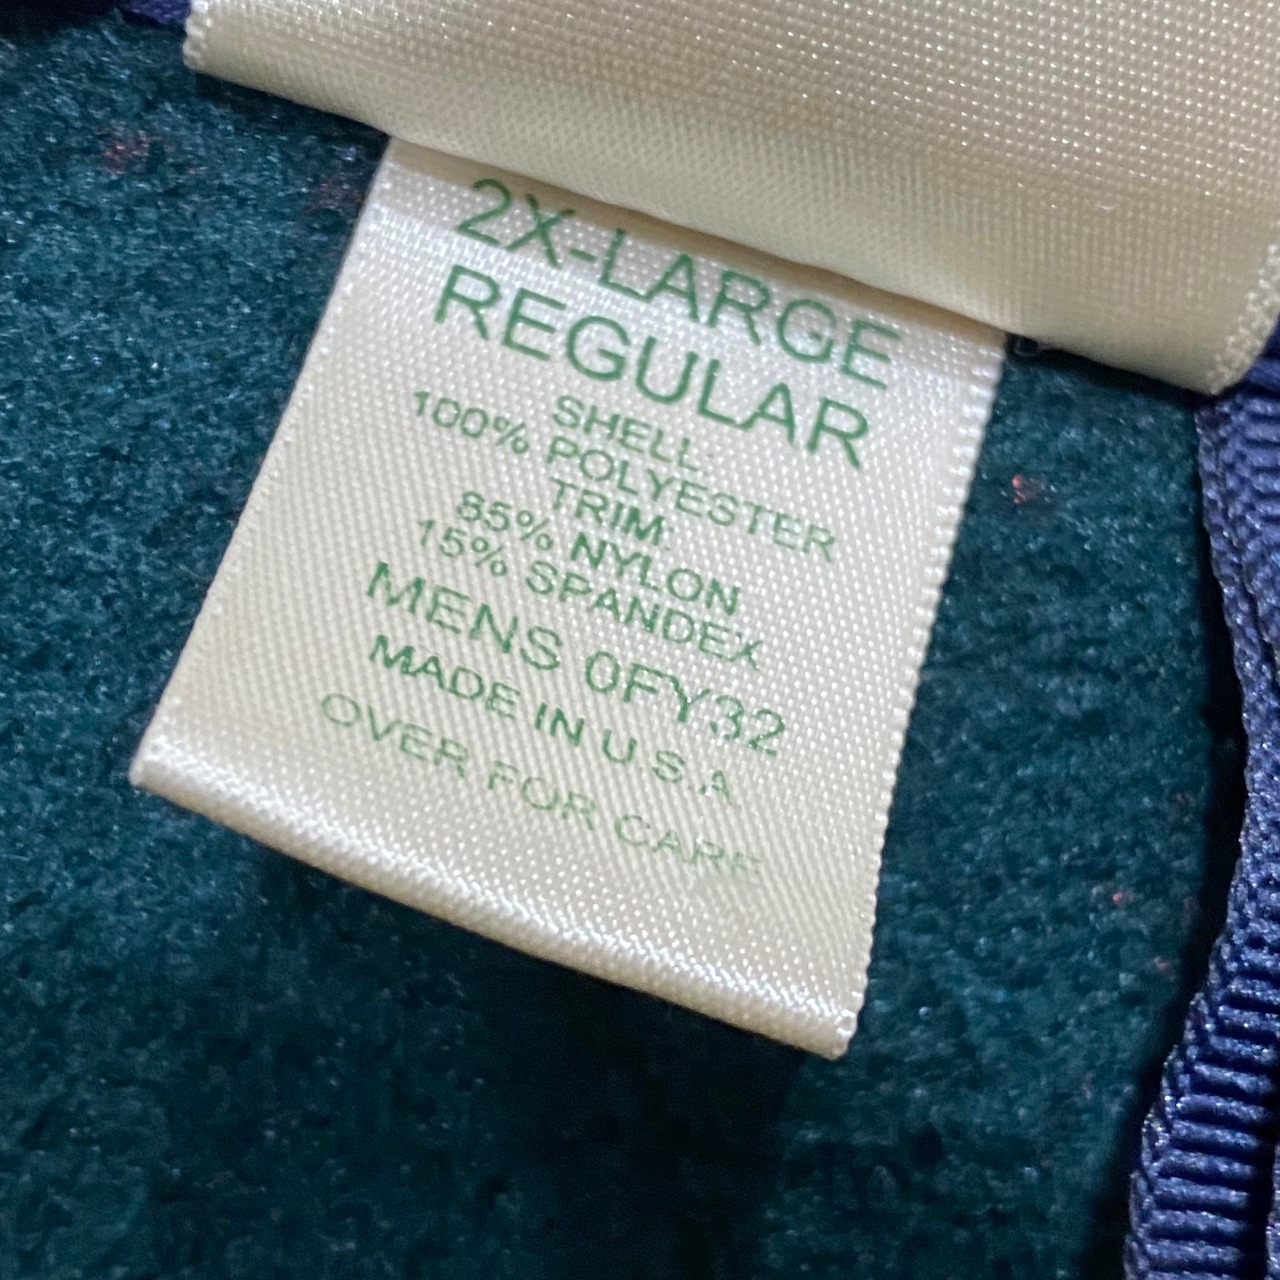 2X-LARGE
REGULAR
SHELL:
100% POLYESTER
TRIM:
85% NYLON
15% SPANDEX
MENS 0FY32
MADE IN U.S.A
OVER FOR CARE